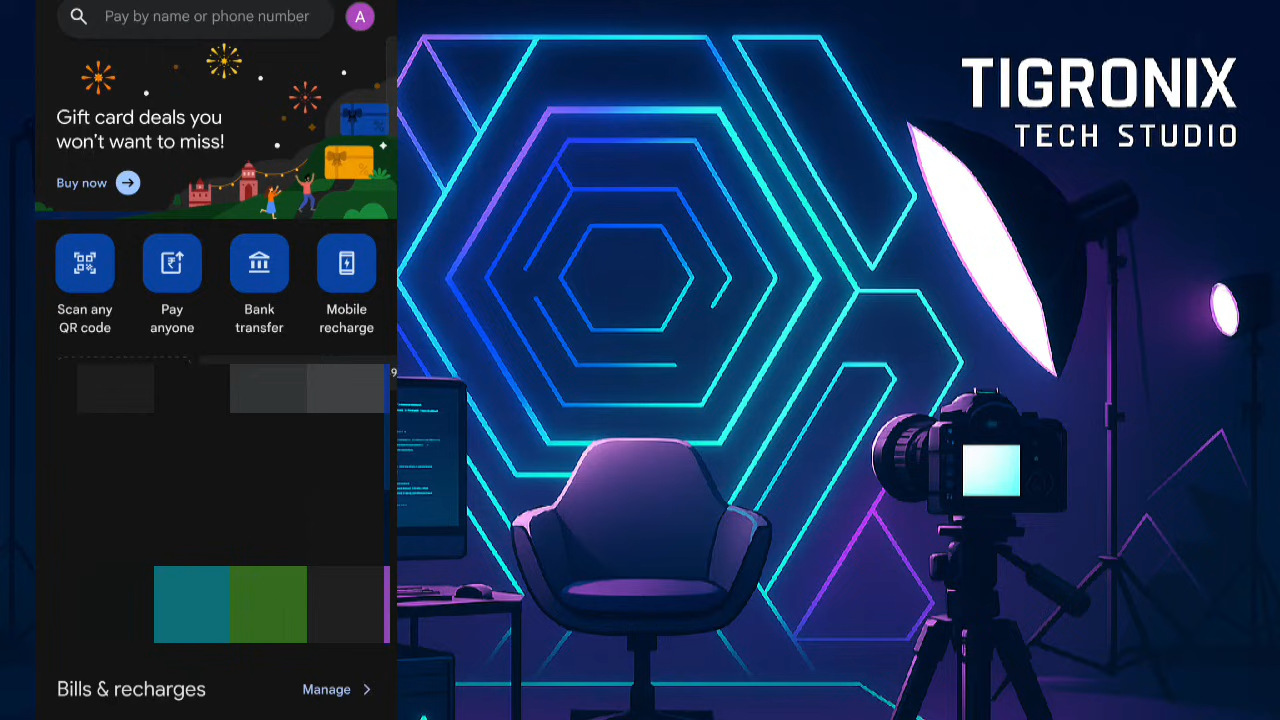 Pay by name or phone number
A
Gift card deals you
won't want to miss!
Buy now
Scan any
QR code
Pay
anyone
Bank
transfer
Mobile
recharge
9
Bills & recharges
Manage
TIGRONIX
TECH STUDIO